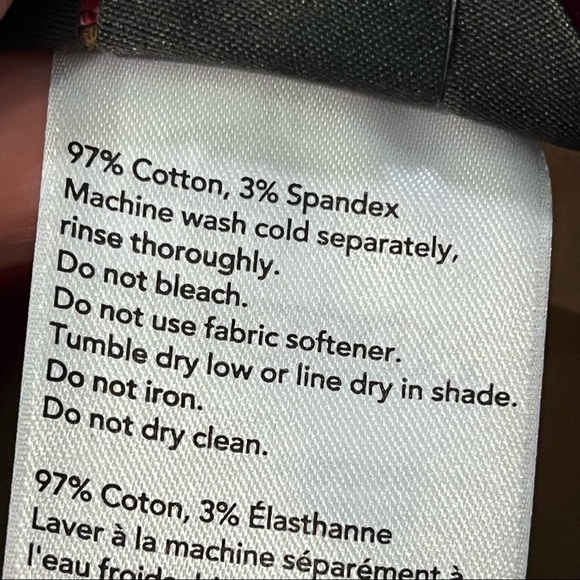 97% Cotton, 3% Spandex
Machine wash cold separately,
rinse thoroughly.
Do not bleach.
Do not use fabric softener.
Tumble dry low or line dry in shade.
Do not iron.
Do not dry clean.
97% Coton, 3% Élasthanne
Laver à la machine séparément à
l'eau froide